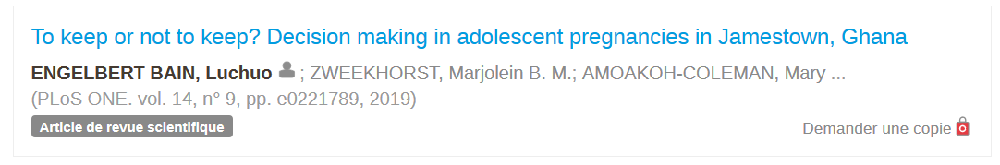 To keep or not to keep? Decision making in adolescent pregnancies in Jamestown, Ghana
ENGELBERT BAIN, Luchuo ; ZWEEKHORST, Marjolein B. M.; AMOAKOH-COLEMAN, Mary ...
(PLoS ONE. vol. 14, n° 9, pp. e0221789, 2019)
Article de revue scientifique
Demander une copie